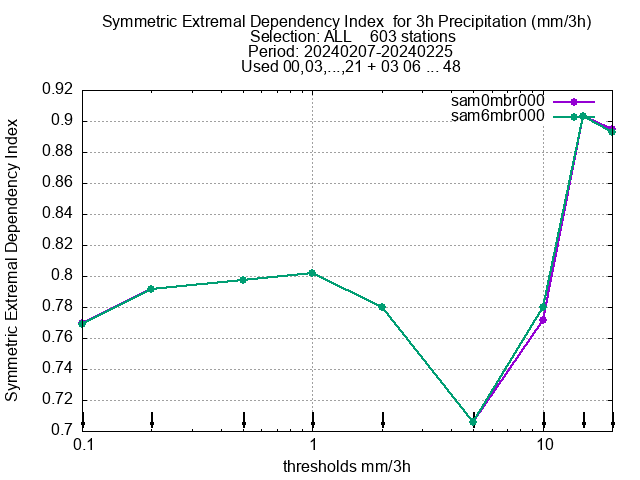 Symmetric Extremal Dependency Index  for 3h Precipitation (mm/3h)
Selection: ALL    603 stations
Period: 20240207-20240225
Used 00,03,...,21 + 03 06 ... 48
sam0mbr000
sam6mbr000
Symmetric Extremal Dependency Index
0.92
0.9
0.88
0.86
0.84
0.82
0.8
0.78
0.76
0.74
0.72
0.7
0.1
1
10
thresholds mm/3h